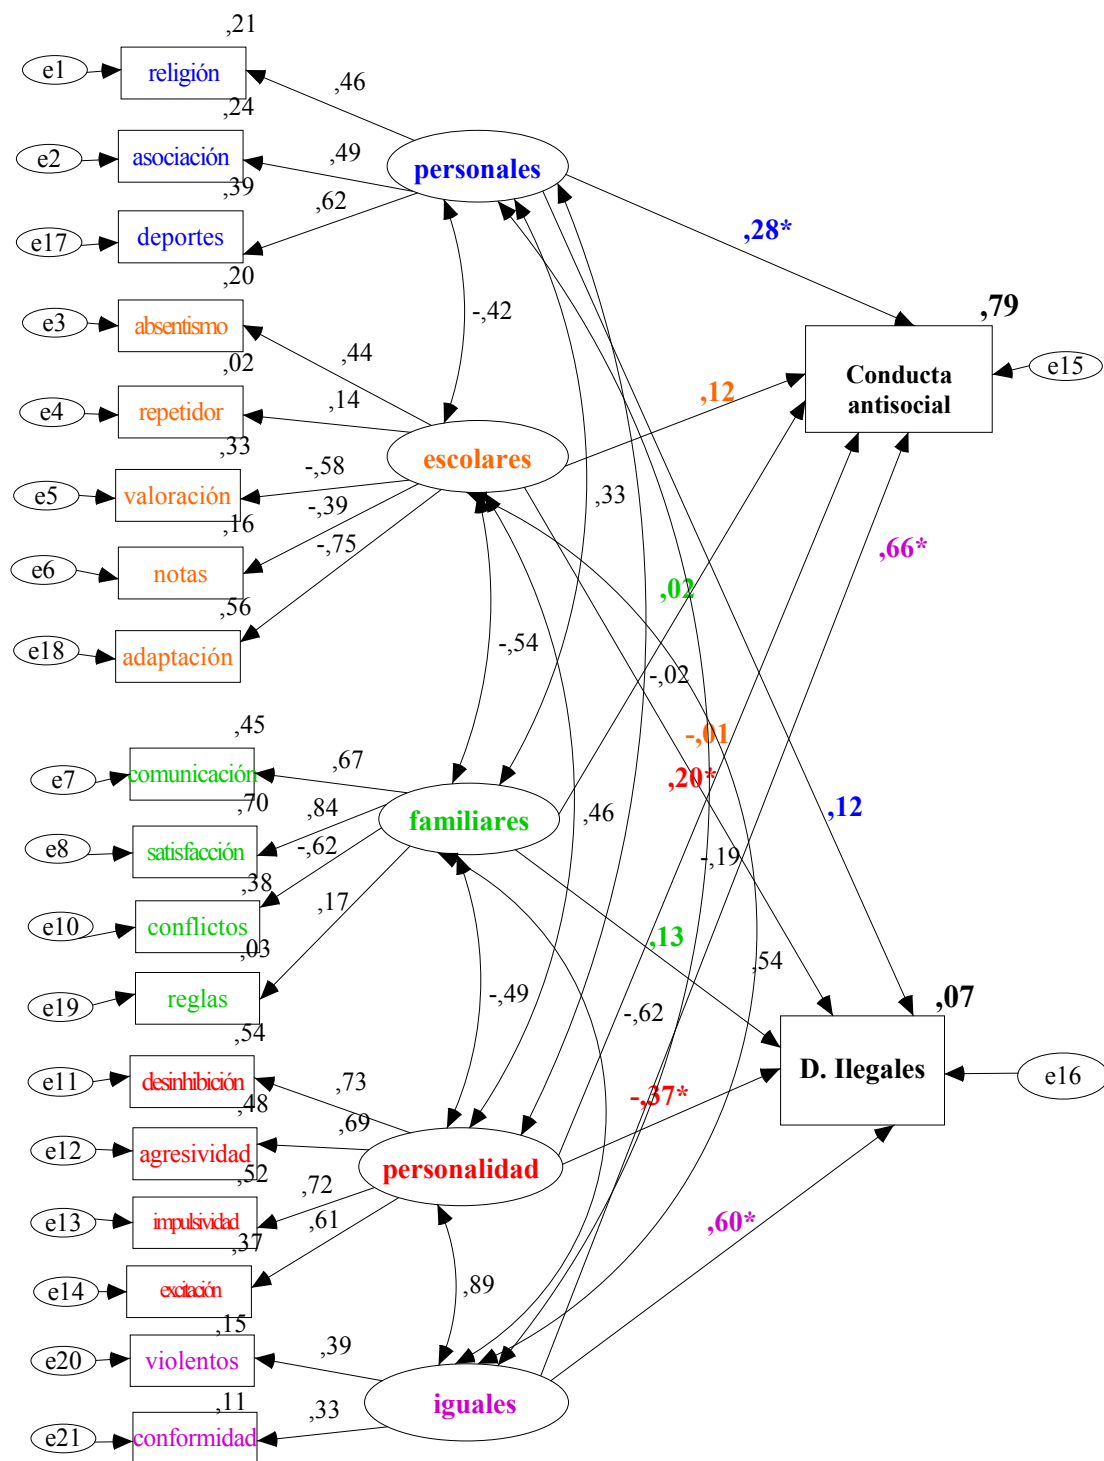 ,21
e1
religión
,46
,24
e2
asociación
,49
personales
,39
,62
e17
deportes
,28*
,20
e3
absentismo
-,42
,79
,02
,44
Conducta
antisocial
e15
e4
repetidor
,14
,12
,33
escolares
-,58
e5
valoración
-,39
,33
,16
-,75
,66*
e6
notas
,02
,56
e18
adaptación
-,54
-,02
,45
-,01
e7
comunicación
,67
,20*
,70
,84
familiares
,46
,12
e8
satisfacción
-,62
-,19
,38
,17
e10
conflictos
,13
,54
,03
e19
reglas
-,49
-,62
,07
,54
D. Ilegales
e11
desinhibición
,73
e16
,48
-,37*
e12
agresividad
,69
personalidad
,52
,72
e13
impulsividad
,61
,60*
,37
e14
excitación
,89
,15
e20
violentos
,39
,11
iguales
,33
e21
conformidad